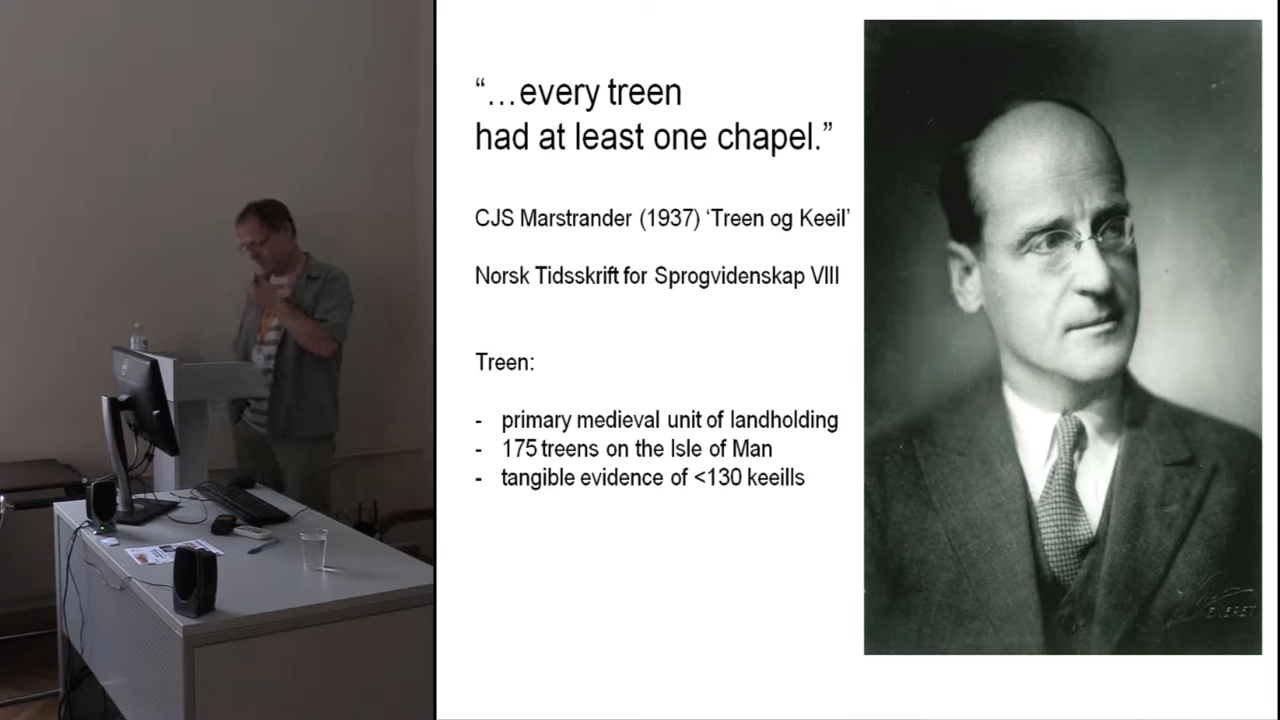 “…every treen
had at least one chapel.”
CJS Marstrander (1937) ‘Treen og Keeil’
Norsk Tidsskrift for Sprogvidenskap VIII
Treen:
- primary medieval unit of landholding
- 175 treens on the Isle of Man
- tangible evidence of <130 keeills